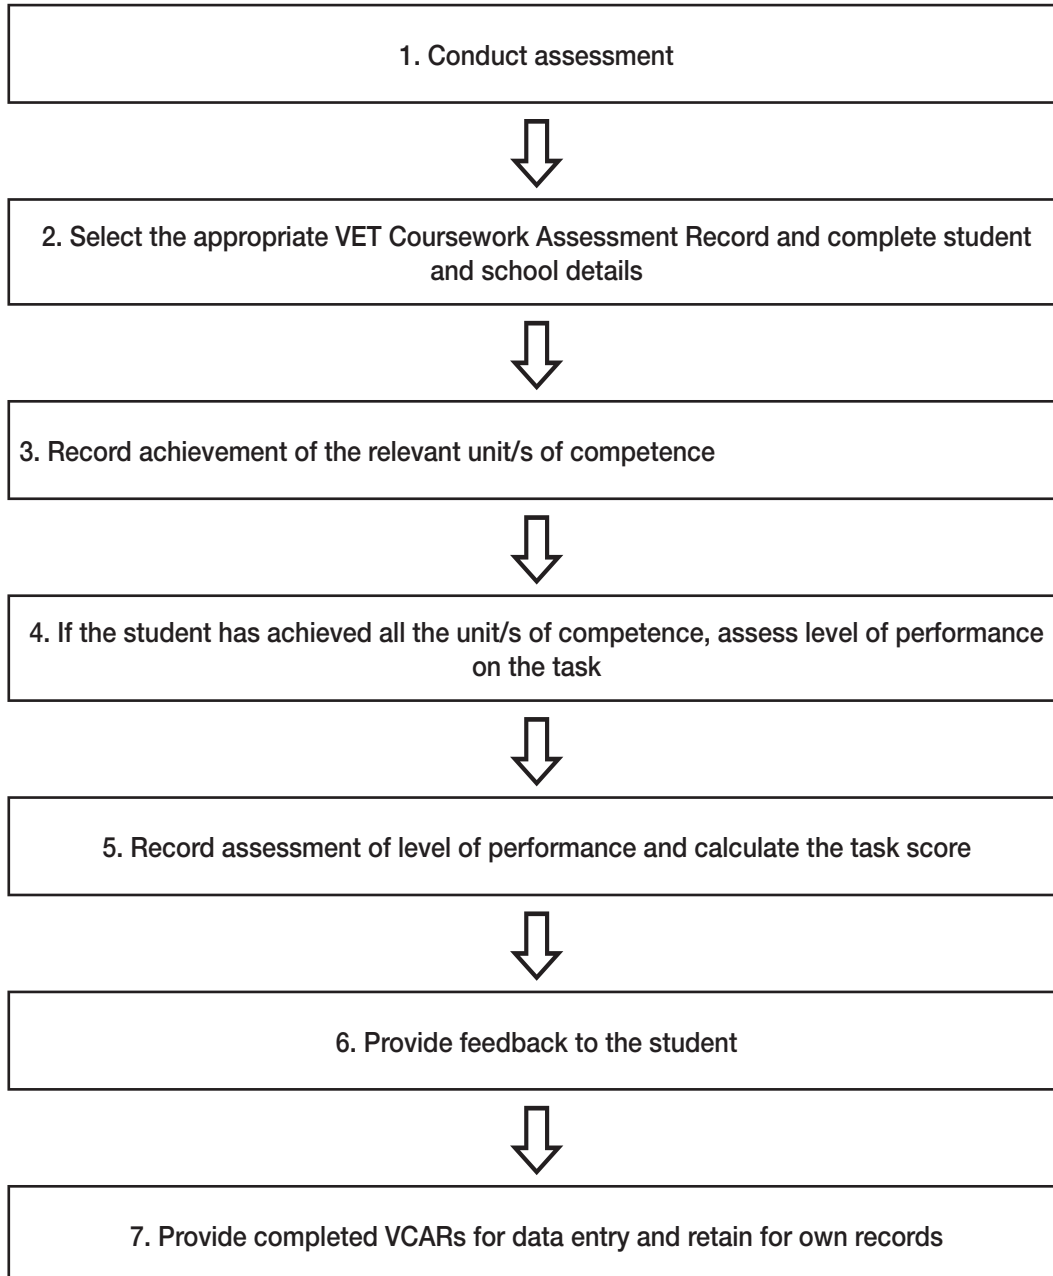 1. Conduct assessment
2. Select the appropriate VET Coursework Assessment Record and complete student
and school details
3. Record achievement of the relevant unit/s of competence
4. If the student has achieved all the unit/s of competence, assess level of performance
on the task
5. Record assessment of level of performance and calculate the task score
6. Provide feedback to the student
7. Provide completed VCARs for data entry and retain for own records